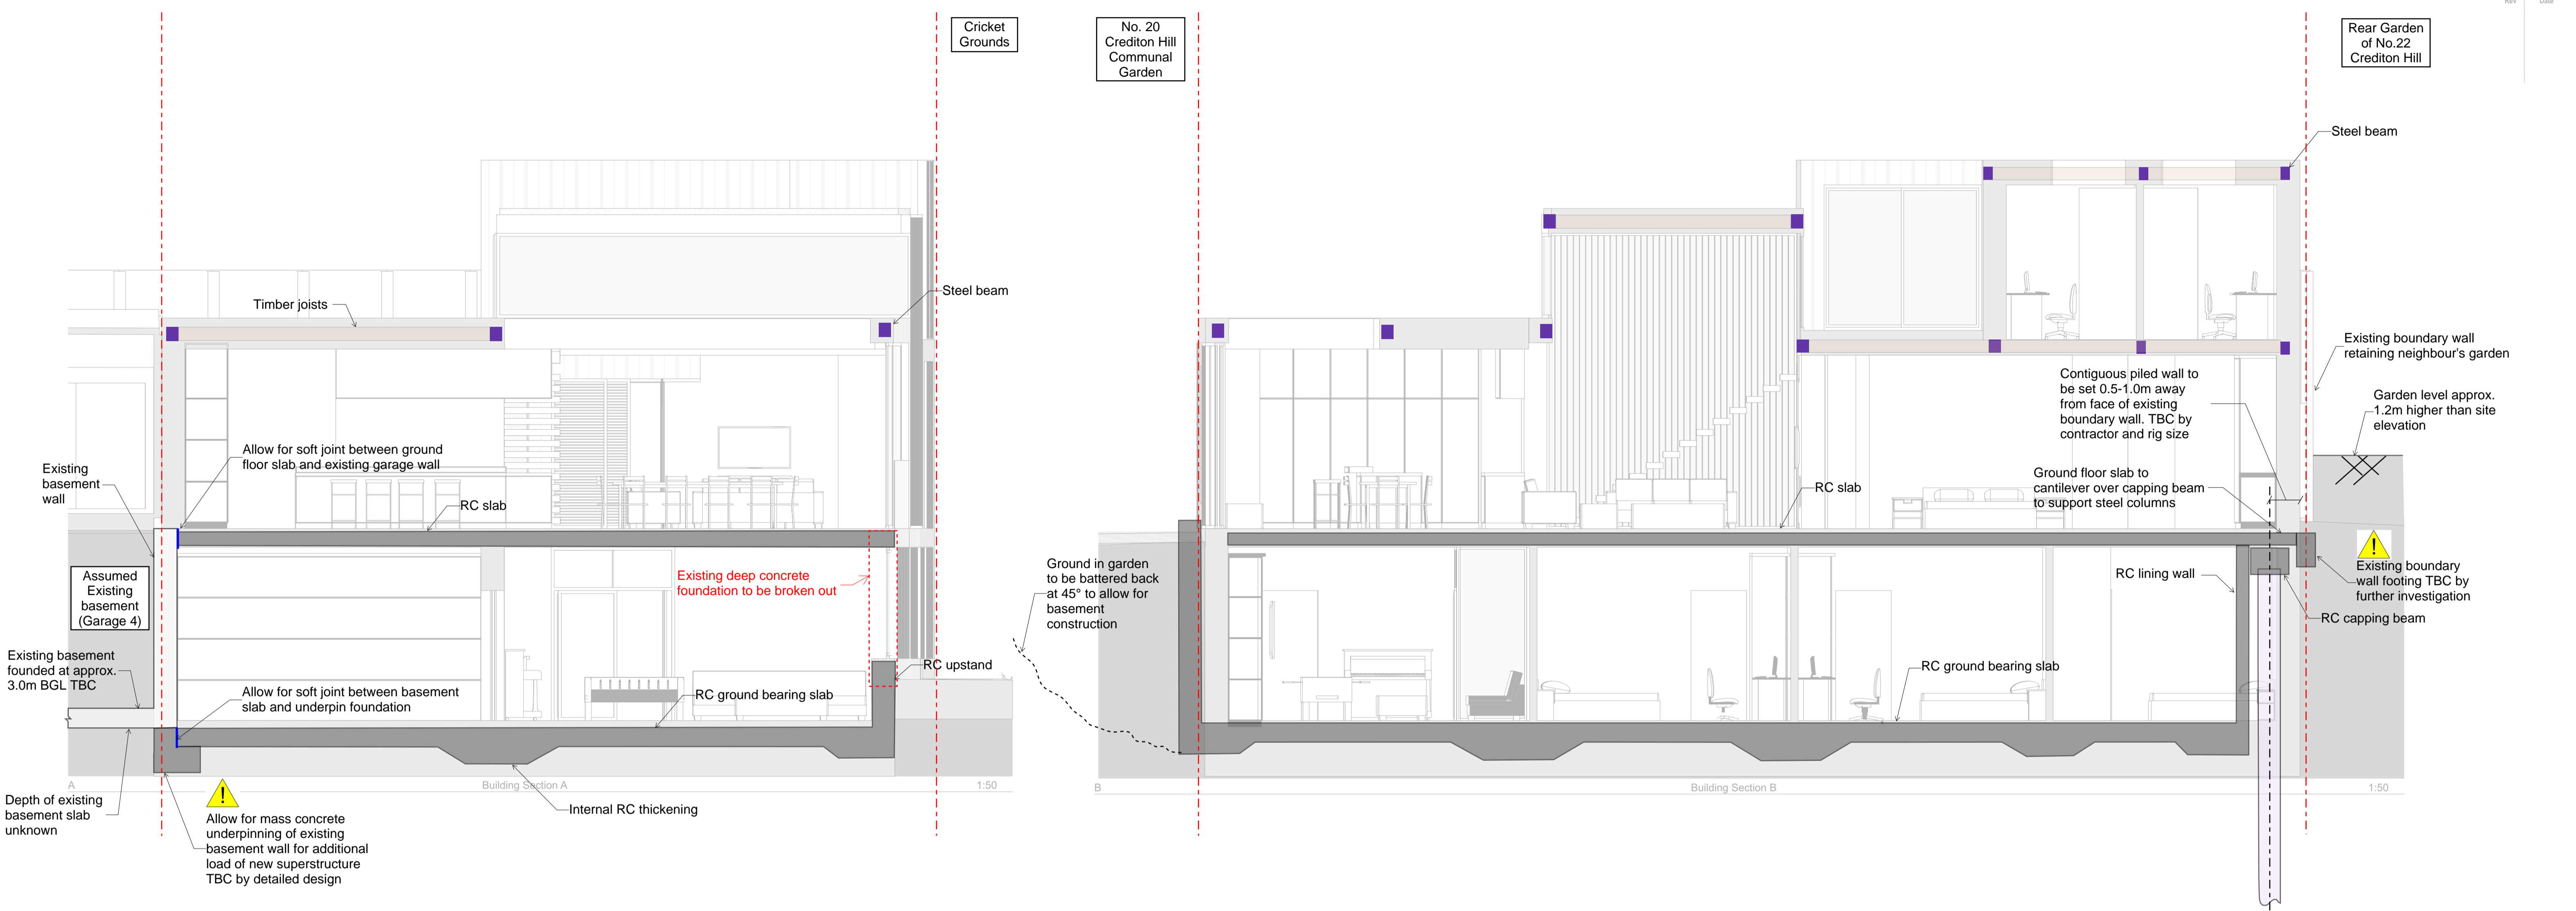 Rev
Date
Cricket
Grounds
No. 20
Crediton Hill
Communal
Garden
Rear Garden
of No.22
Crediton Hill
Steel beam
Timber joists
Steel beam
Existing boundary wall
retaining neighbour's garden
Contiguous piled wall to
be set 0.5-1.0m away
from face of existing
boundary wall. TBC by
contractor and rig size
Garden level approx.
1.2m higher than site
elevation
Allow for soft joint between ground
floor slab and existing garage wall
Existing
basement
wall
RC slab
RC slab
Ground floor slab to
cantilever over capping beam
to support steel columns
Assumed
Existing
basement
(Garage 4)
Existing deep concrete
foundation to be broken out
Ground in garden
to be battered back
at 45° to allow for
basement
construction
RC lining wall
!
Existing boundary
wall footing TBC by
further investigation
RC capping beam
Existing basement
founded at approx.
3.0m BGL TBC
RC upstand
Allow for soft joint between basement
slab and underpin foundation
RC ground bearing slab
RC ground bearing slab
A
Building Section A
1:50
B
Building Section B
1:50
Depth of existing
basement slab
unknown
!
Internal RC thickening
Allow for mass concrete
underpinning of existing
basement wall for additional
load of new superstructure
TBC by detailed design